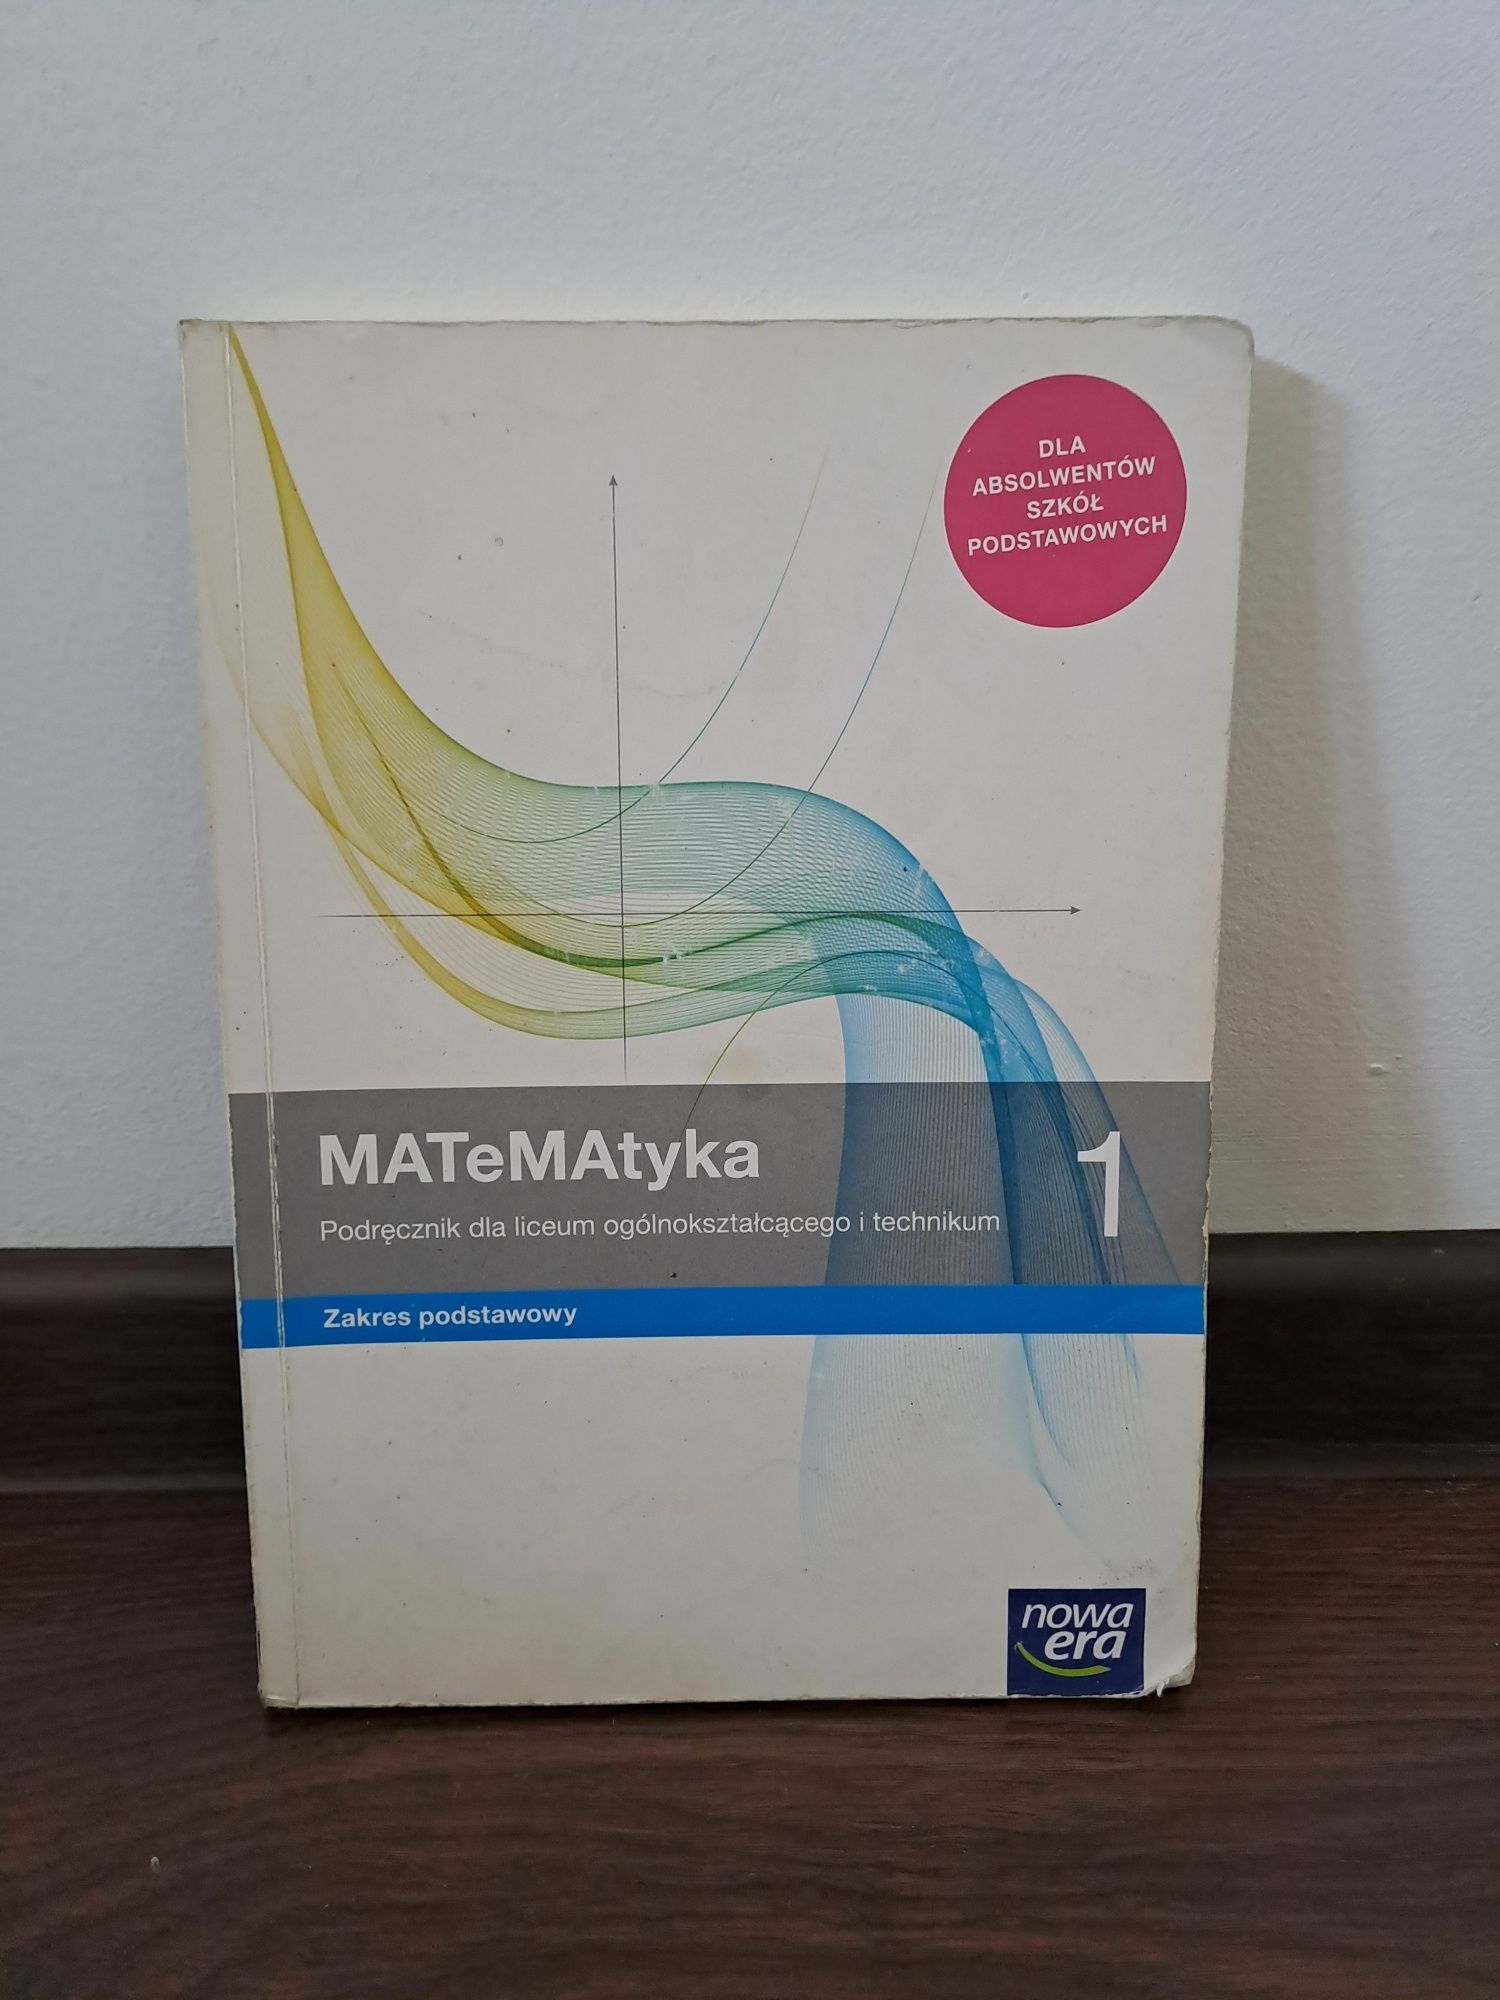 DLA
ABSOLWENTÓW
SZKÓŁ
PODSTAWOWYCH
MATeMAtyka 1
Podręcznik dla liceum ogólnokształcącego i technikum
Zakres podstawowy
nowa
era